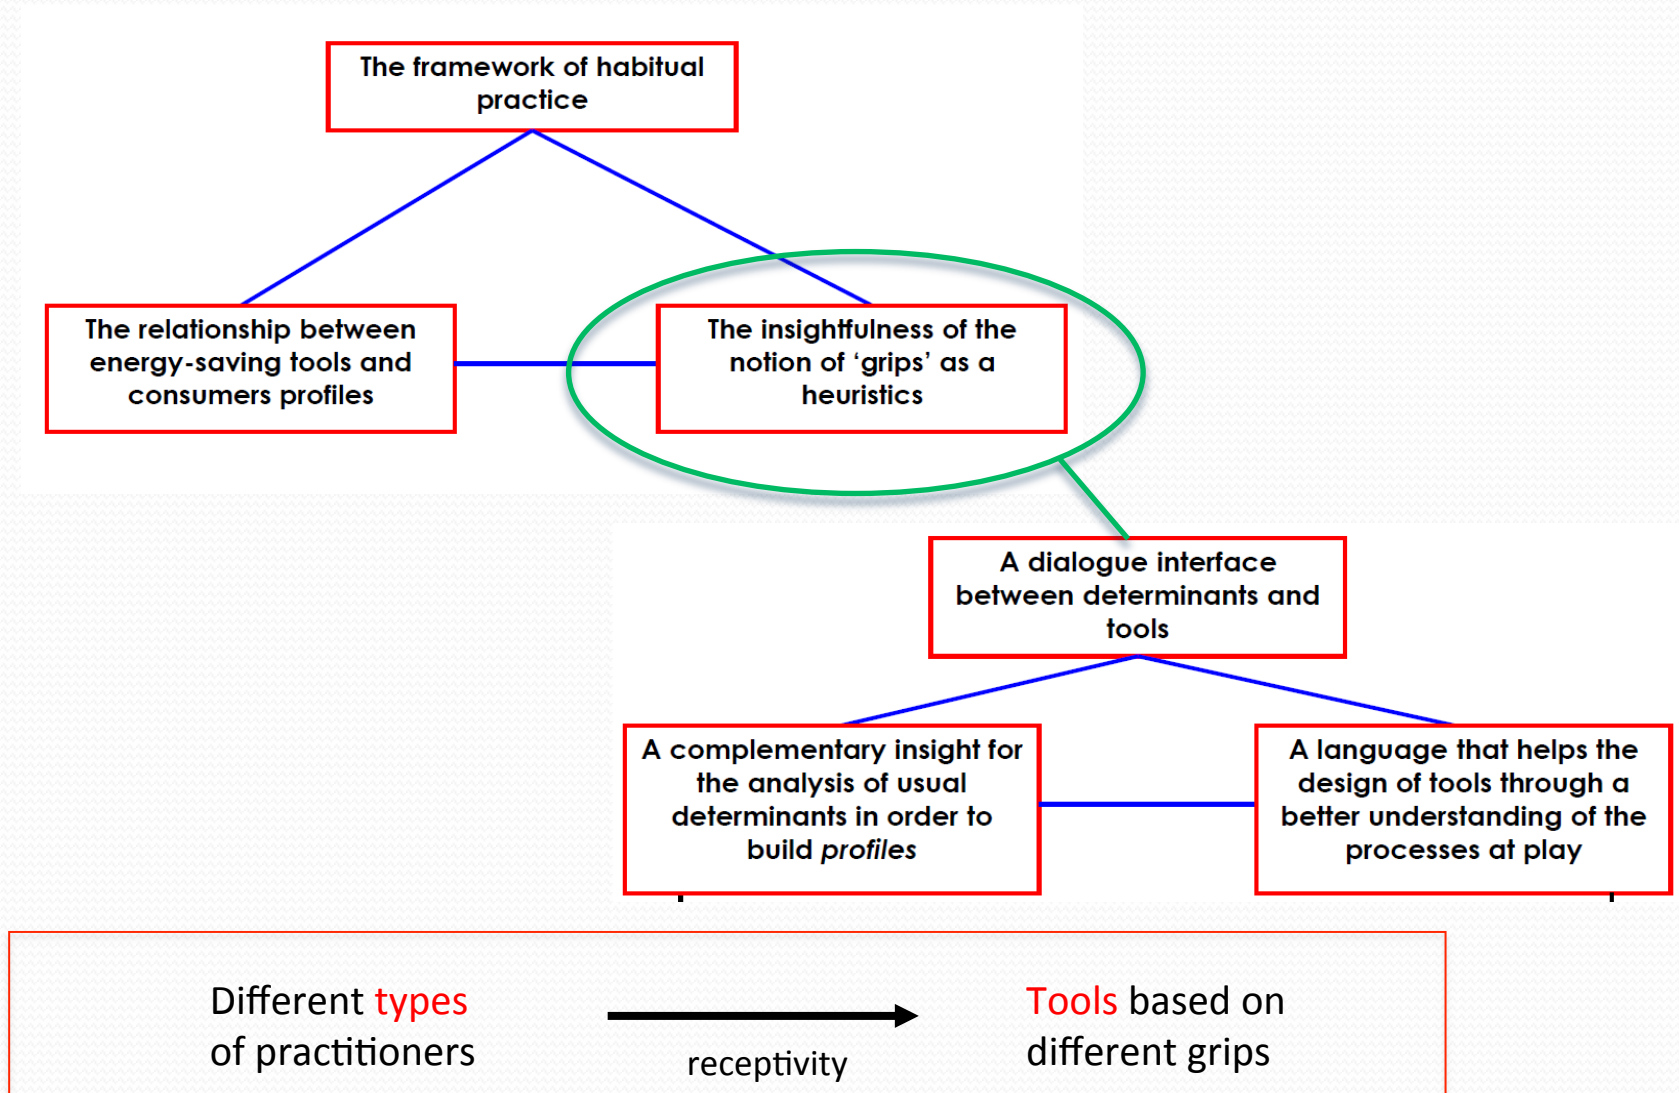 The framework of habitual
practice
The relationship between
energy-saving tools and
consumers profiles
The insightfulness of the
notion of ‘grips’ as a
heuristics
A dialogue interface
between determinants and
tools
A complementary insight for
the analysis of usual
determinants in order to
build profiles
A language that helps the
design of tools through a
better understanding of the
processes at play
Different types
of practitioners
receptivity
Tools based on
different grips